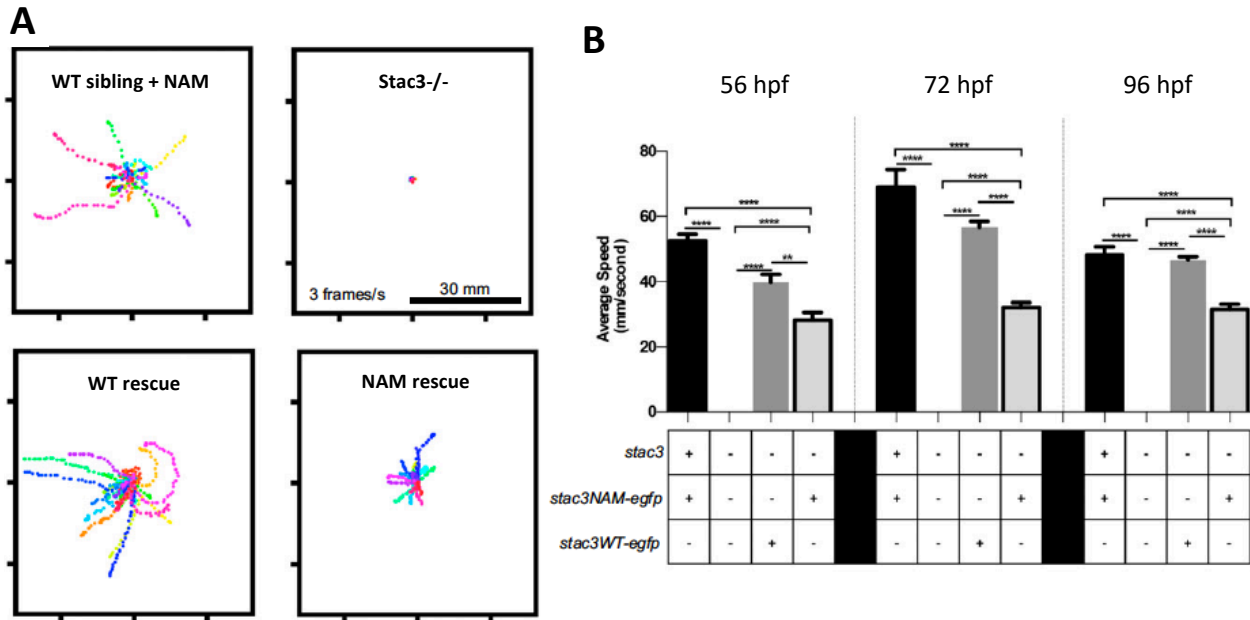 A
WT sibling + NAM
Stac3-/-
3 frames/s
30 mm
WT rescue
NAM rescue
B
56 hpf
72 hpf
96 hpf
Average Speed
(mm/second)
80
60
40
20
0
**** **** **** **** **
**** **** **** **** ****
**** **** **** **** ****
stac3 + - - - + - - - + - - -
stac3NAM-egfp + - - + + - - + + - - +
stac3WT-egfp - - + - - - + - - - + -